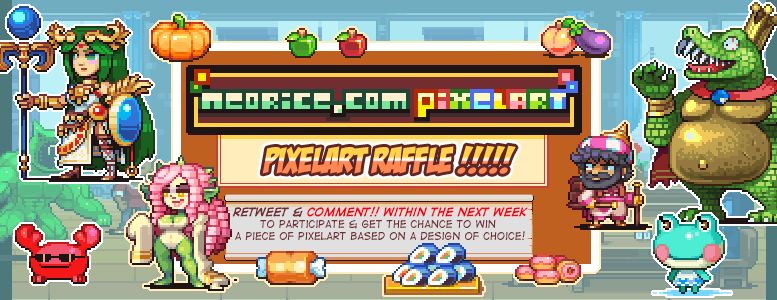 neorice.com pixelart
PIXELART RAFFLE !!!!!
RETWEET & COMMENT!! WITHIN THE NEXT WEEK
TO PARTICIPATE & GET THE CHANCE TO WIN
A PIECE OF PIXELART BASED ON A DESIGN OF CHOICE!